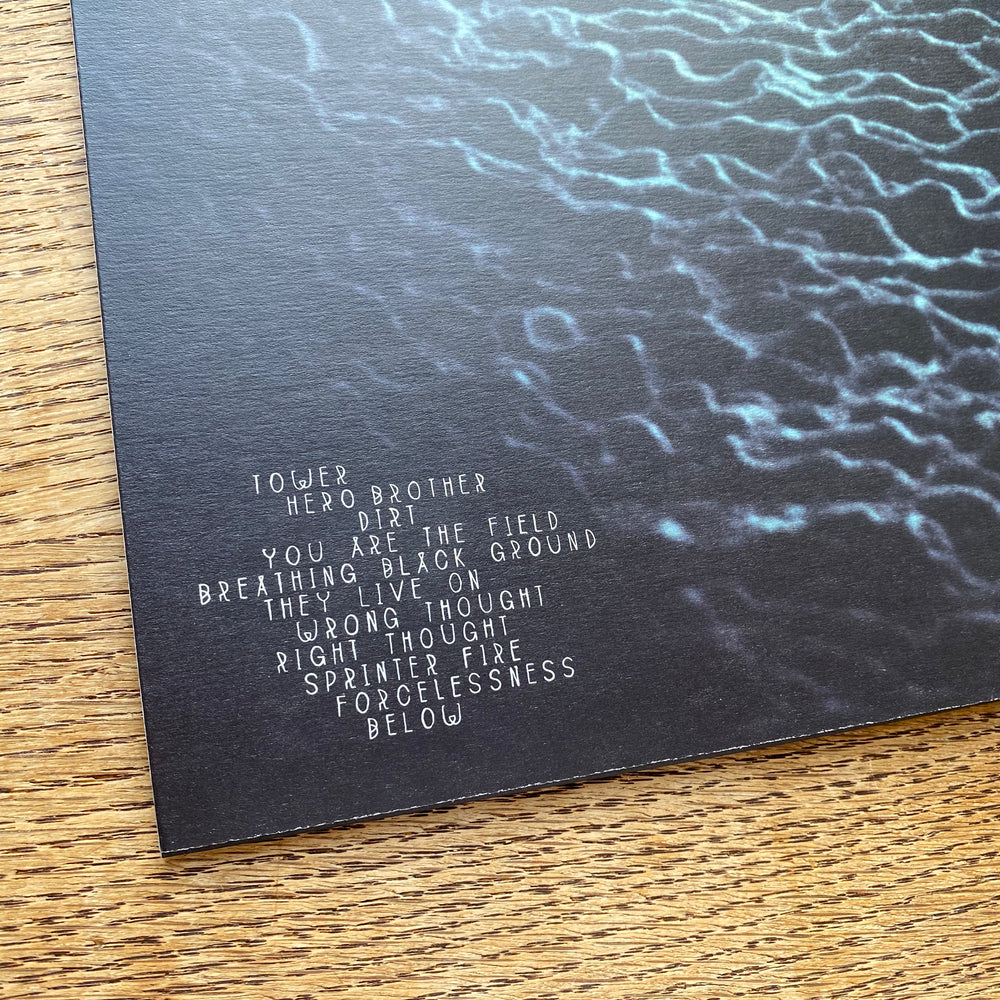 TOWER
HERO BROTHER
DIRT
YOU ARE THE FIELD
BREATHING BLACK GROUND
THEY LIVE ON
WRONG THOUGHT
RIGHT THOUGHT
SPRINTER FIRE
FORCELESSNESS
BELOW